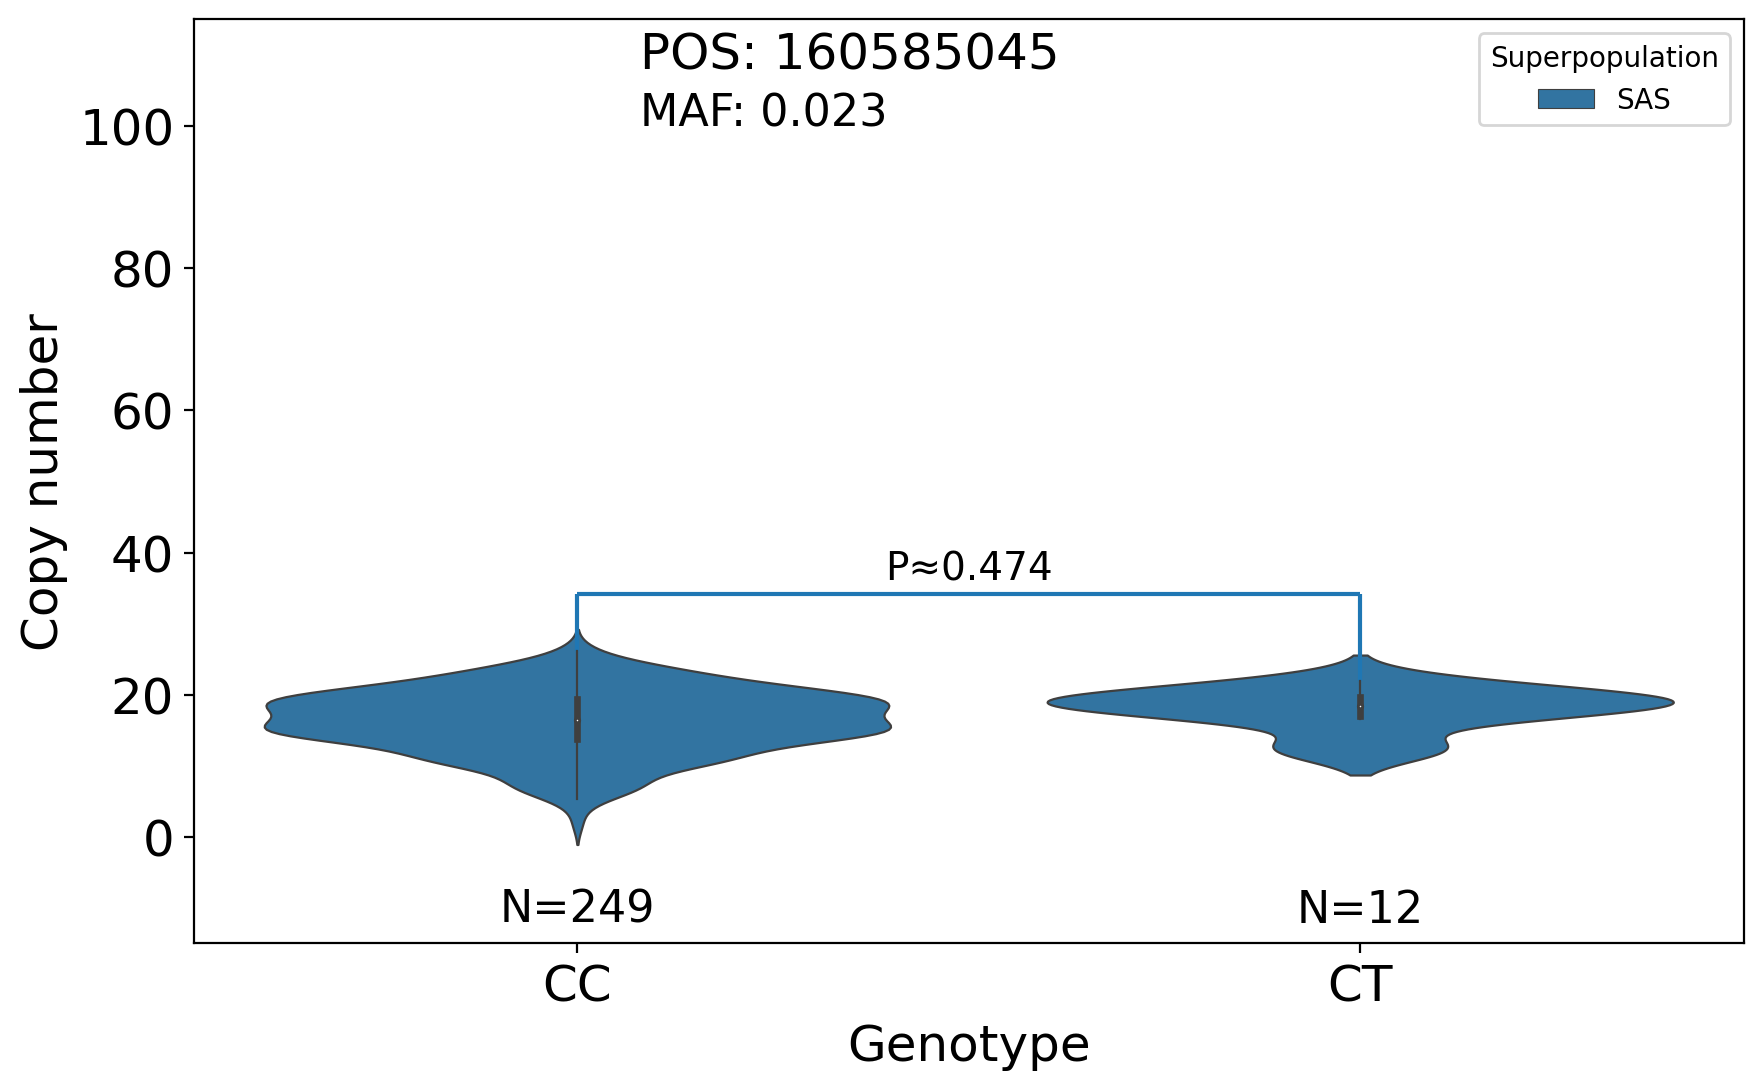 POS: 160585045
MAF: 0.023
Superpopulation
SAS
100
80
60
40
20
0
Copy number
P≈0.474
N=249
N=12
CC
CT
Genotype